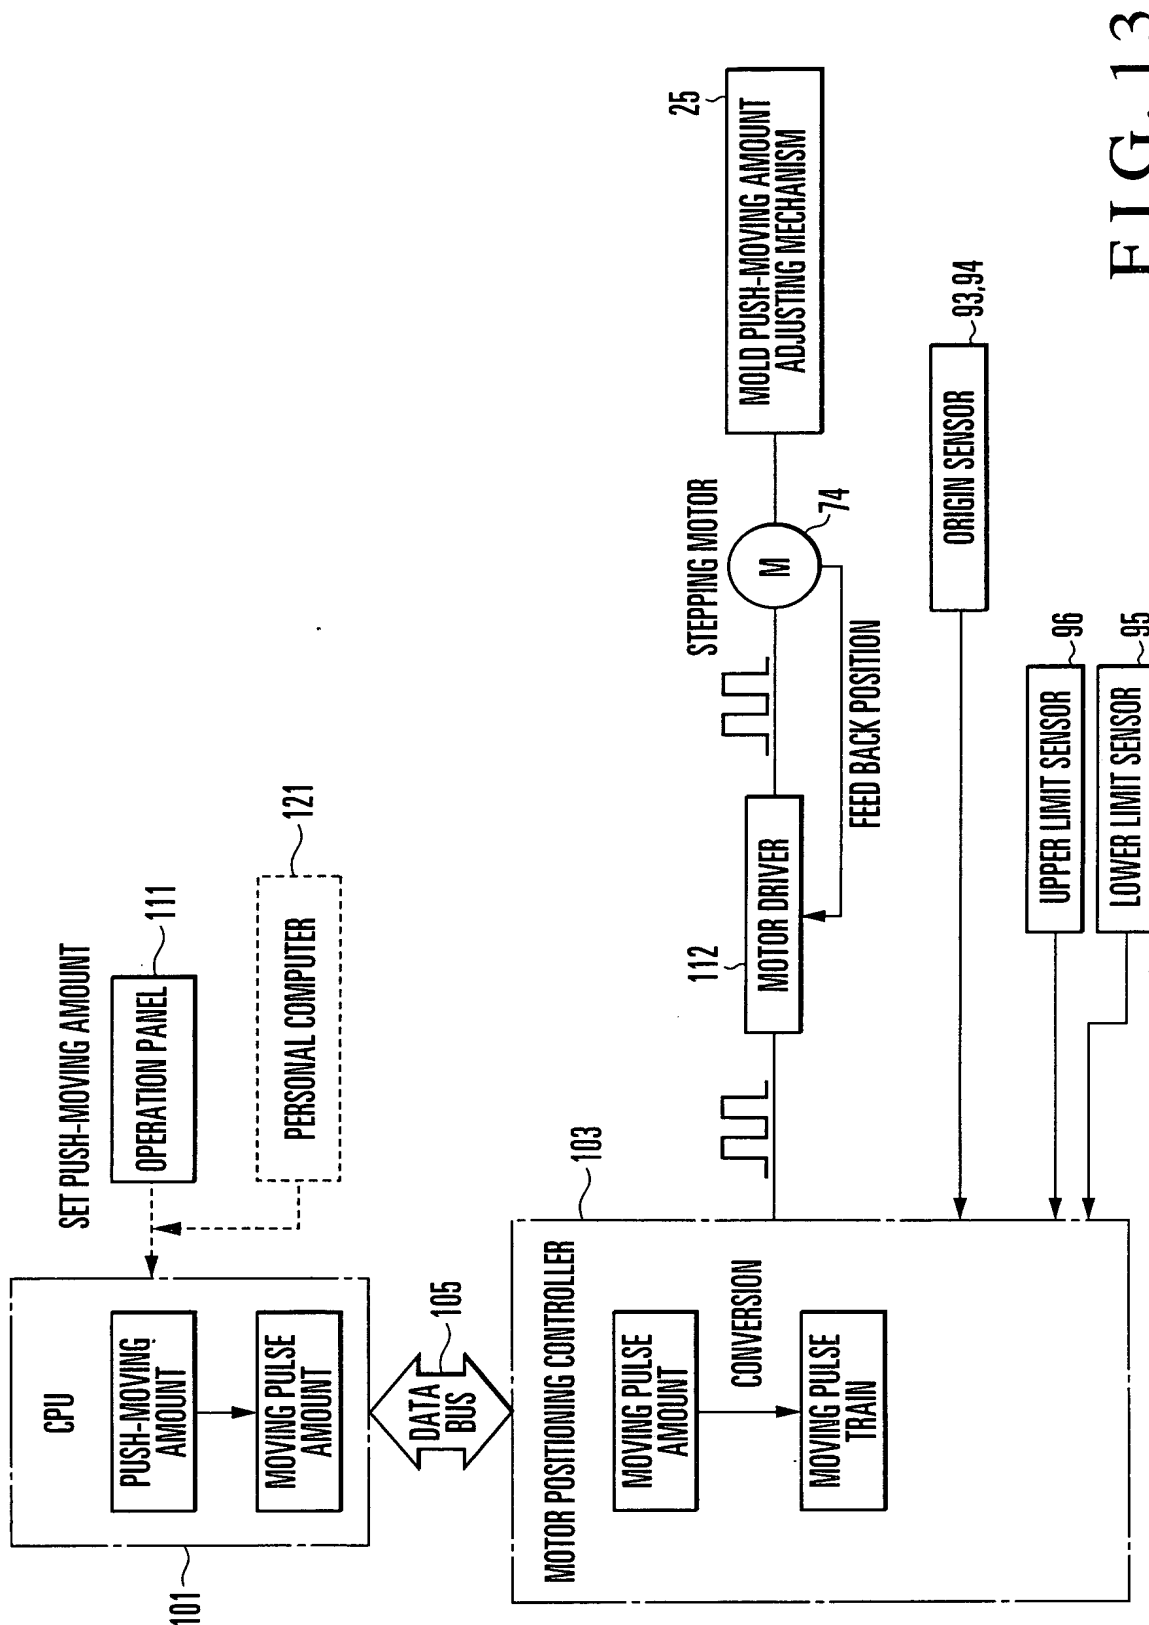 SET PUSH-MOVING AMOUNT
OPERATION PANEL
111
PERSONAL COMPUTER
121
CPU
PUSH-MOVING
AMOUNT
MOVING PULSE
AMOUNT
101
DATA
BUS
105
MOTOR POSITIONING CONTROLLER
103
MOVING PULSE
AMOUNT
CONVERSION
MOVING PULSE
TRAIN
112
MOTOR DRIVER
STEPPING MOTOR
M
74
FEED BACK POSITION
25
MOLD PUSH-MOVING AMOUNT
ADJUSTING MECHANISM
ORIGIN SENSOR
93,94
UPPER LIMIT SENSOR
96
LOWER LIMIT SENSOR
95
FIG. 13